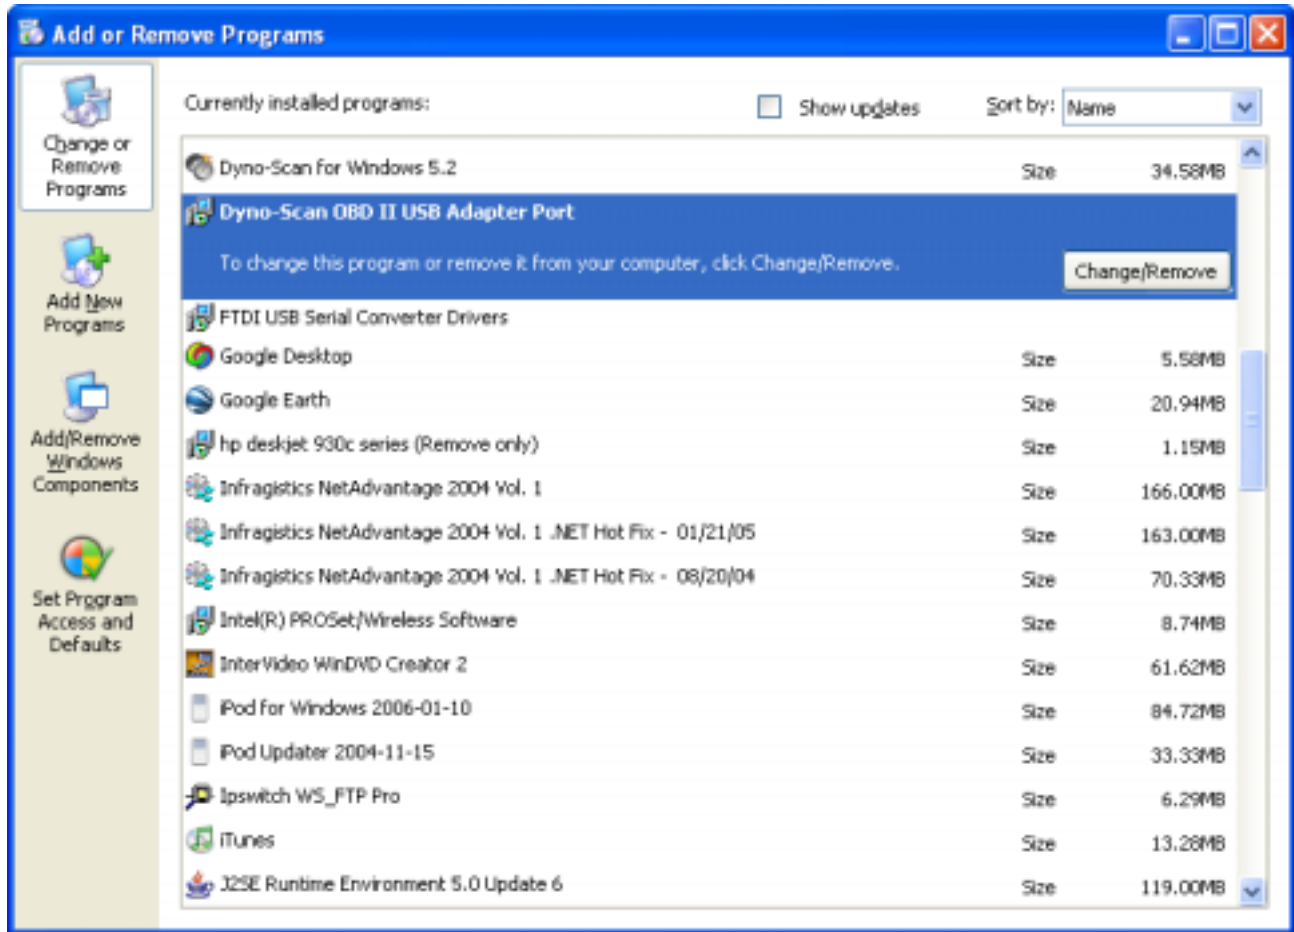 Add or Remove Programs
Change or
Remove
Programs
Add New
Programs
Add/Remove
Windows
Components
Set Program
Access and
Defaults
Currently installed programs:
Show updates
Sort by: Name
Dyno-Scan for Windows 5.2 Size 34.58MB
Dyno-Scan OBD II USB Adapter Port
To change this program or remove it from your computer, click Change/Remove.
Change/Remove
FTDI USB Serial Converter Drivers
Google Desktop Size 5.58MB
Google Earth Size 20.94MB
hp deskjet 930c series (Remove only) Size 1.15MB
Infragistics NetAdvantage 2004 Vol. 1 Size 166.00MB
Infragistics NetAdvantage 2004 Vol. 1 .NET Hot Fix - 01/21/05 Size 163.00MB
Infragistics NetAdvantage 2004 Vol. 1 .NET Hot Fix - 08/20/04 Size 70.33MB
Intel(R) PROSet/Wireless Software Size 8.74MB
InterVideo WinDVD Creator 2 Size 61.62MB
iPod for Windows 2006-01-10 Size 84.72MB
iPod Updater 2004-11-15 Size 33.33MB
Ipswitch WS_FTP Pro Size 6.29MB
iTunes Size 13.28MB
J2SE Runtime Environment 5.0 Update 6 Size 119.00MB